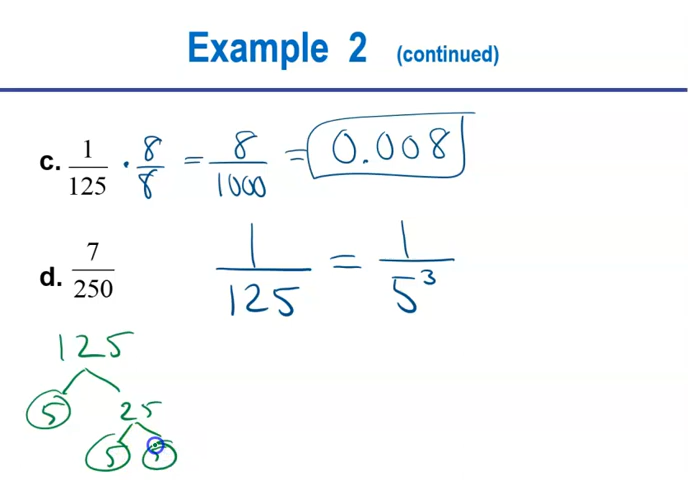 Example 2 (continued)
c. 1/125 · 8/8 = 8/1000 = 0.008
d. 7/250
1/125 = 1/5³
125
5 25
5 5